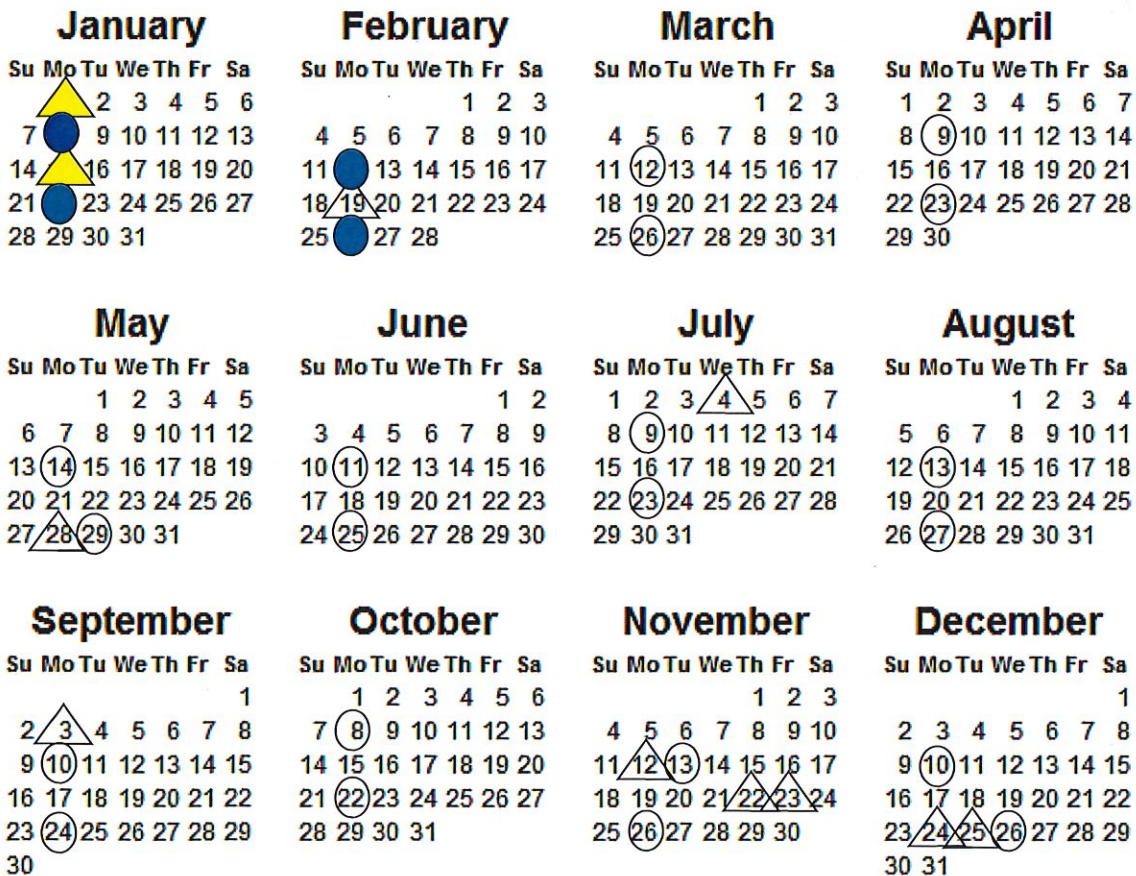 January February March April
Su Mo Tu We Th Fr Sa Su Mo Tu We Th Fr Sa Su Mo Tu We Th Fr Sa Su Mo Tu We Th Fr Sa
2 3 4 5 6 1 2 3 1 2 3 1 2 3 4 5 6 7
7 9 10 11 12 13 4 5 6 7 8 9 10 4 5 6 7 8 9 10 8 9 10 11 12 13 14
14 16 17 18 19 20 11 13 14 15 16 17 11 12 13 14 15 16 17 15 16 17 18 19 20 21
21 23 24 25 26 27 18 19 20 21 22 23 24 18 19 20 21 22 23 24 22 23 24 25 26 27 28
28 29 30 31 25 27 28 25 26 27 28 29 30 31 29 30
May June July August
Su Mo Tu We Th Fr Sa Su Mo Tu We Th Fr Sa Su Mo Tu We Th Fr Sa Su Mo Tu We Th Fr Sa
1 2 3 4 5 1 2 1 2 3 4 5 6 7 1 2 3 4
6 7 8 9 10 11 12 3 4 5 6 7 8 9 8 9 10 11 12 13 14 5 6 7 8 9 10 11
13 14 15 16 17 18 19 10 11 12 13 14 15 16 15 16 17 18 19 20 21 12 13 14 15 16 17 18
20 21 22 23 24 25 26 17 18 19 20 21 22 23 22 23 24 25 26 27 28 19 20 21 22 23 24 25
27 28 29 30 31 24 25 26 27 28 29 30 29 30 31 26 27 28 29 30 31
September October November December
Su Mo Tu We Th Fr Sa Su Mo Tu We Th Fr Sa Su Mo Tu We Th Fr Sa Su Mo Tu We Th Fr Sa
1 1 2 3 4 5 6 1 2 3 1
2 3 4 5 6 7 8 7 8 9 10 11 12 13 4 5 6 7 8 9 10 2 3 4 5 6 7 8
9 10 11 12 13 14 15 14 15 16 17 18 19 20 11 12 13 14 15 16 17 9 10 11 12 13 14 15
16 17 18 19 20 21 22 21 22 23 24 25 26 27 18 19 20 21 22 23 24 16 17 18 19 20 21 22
23 24 25 26 27 28 29 28 29 30 31 25 26 27 28 29 30 23 24 25 26 27 28 29
30 30 31